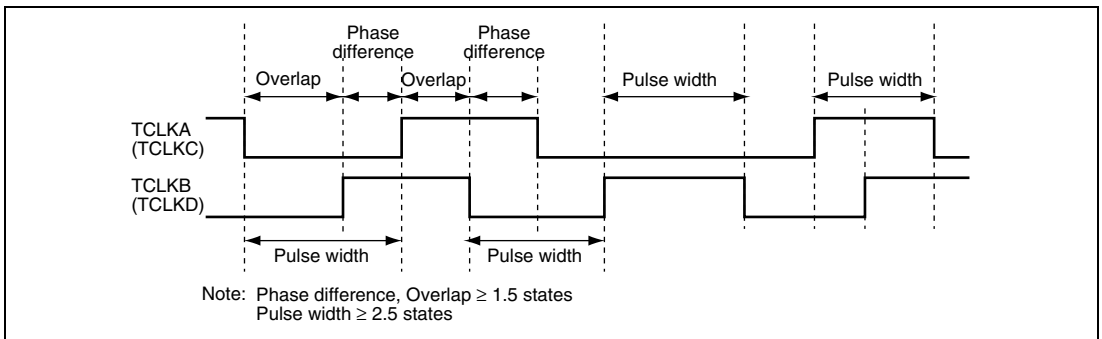 Phase
difference
Phase
difference
Overlap
Overlap
Pulse width
Pulse width
TCLKA
(TCLKC)
TCLKB
(TCLKD)
Pulse width
Pulse width
Note: Phase difference, Overlap ≥ 1.5 states
Pulse width ≥ 2.5 states